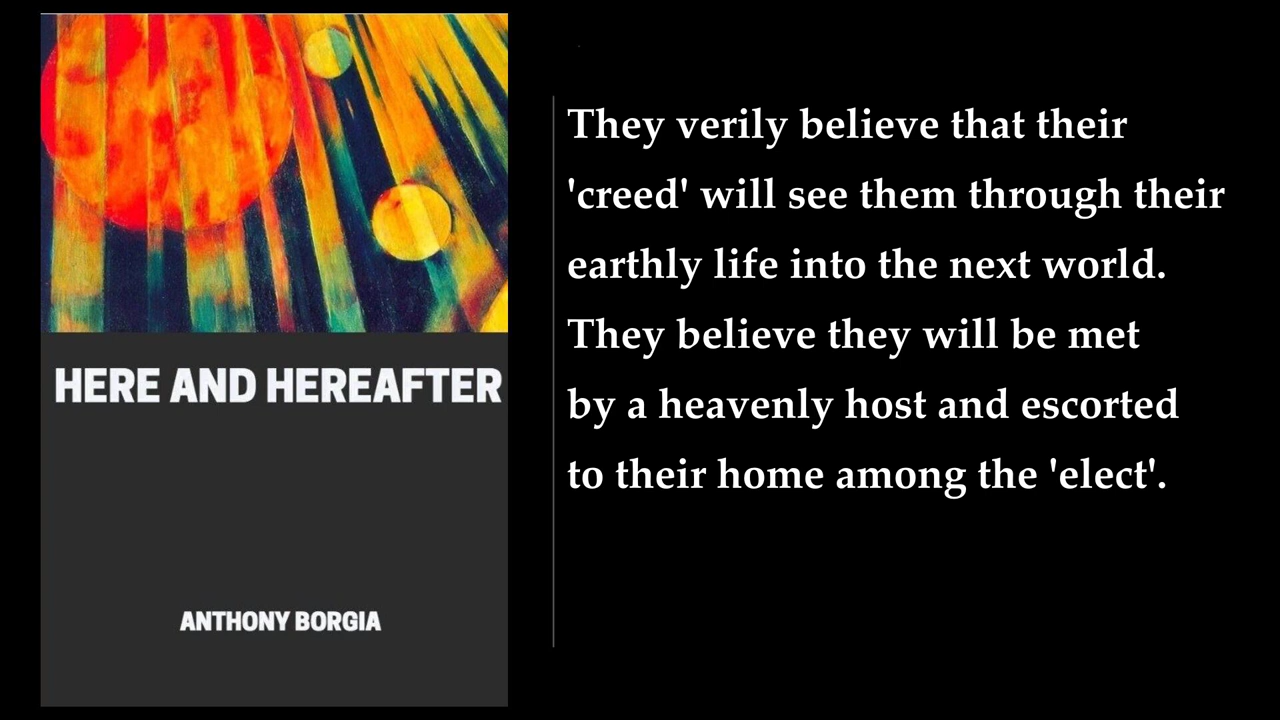 HERE AND HEREAFTER
ANTHONY BORGIA
They verily believe that their
'creed' will see them through their
earthly life into the next world.
They believe they will be met
by a heavenly host and escorted
to their home among the 'elect'.